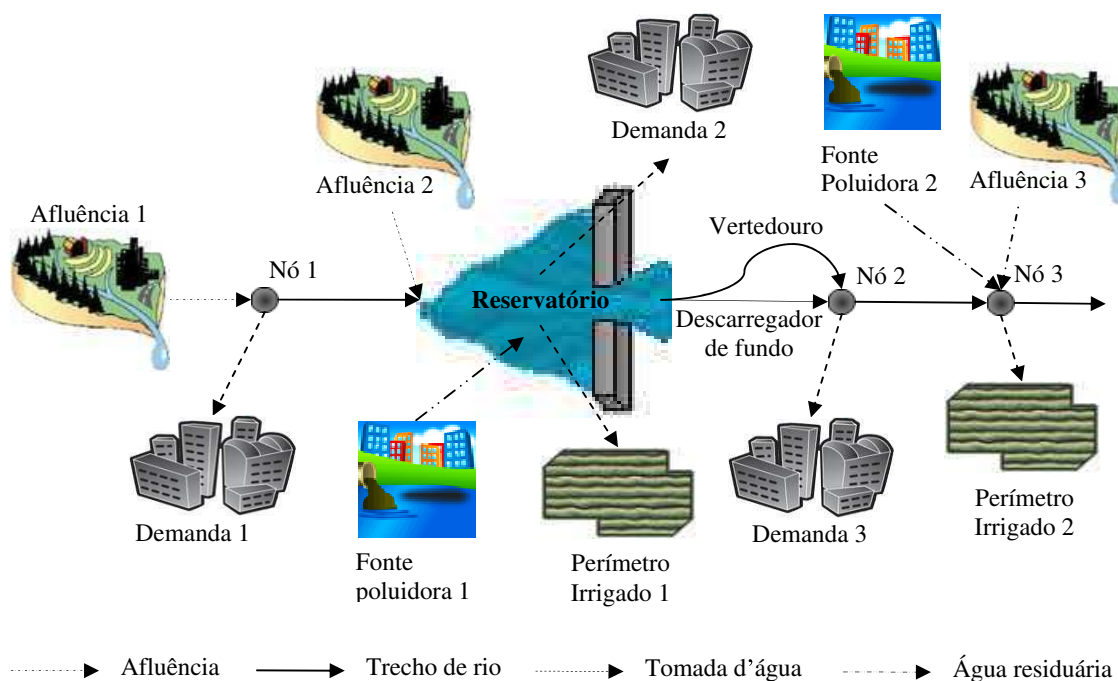 Demanda 2
Fonte
Poluidora 2
Afluência 3
Afluência 2
Afluência 1
Vertedouro
Nó 1
Nó 2
Nó 3
Reservatório
Descarregador
de fundo
Demanda 1
Fonte
poluidora 1
Perímetro
Irrigado 1
Demanda 3
Perímetro
Irrigado 2
Afluência
Trecho de rio
Tomada d’água
Água residuária